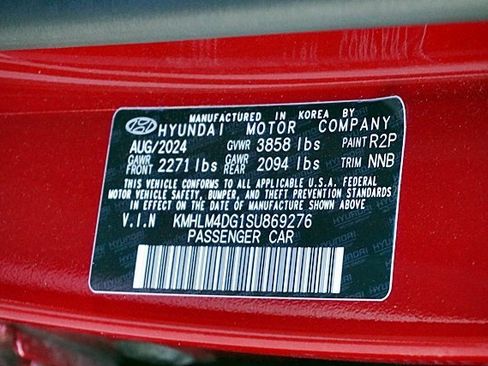 MANUFACTURED IN KOREA BY
HYUNDAI MOTOR COMPANY
AUG/2024 GVWR 3858 lbs PAINT R2P
GAWR FRONT 2271 lbs GAWR REAR 2094 lbs TRIM NNB
THIS VEHICLE CONFORMS TO ALL APPLICABLE U.S.A. FEDERAL
MOTOR VEHICLE SAFETY, BUMPER, AND THEFT PREVENTION STANDARDS
IN EFFECT ON THE DATE OF MANUFACTURE SHOWN ABOVE.
V.I.N KMHLM4DG1SU869276
PASSENGER CAR